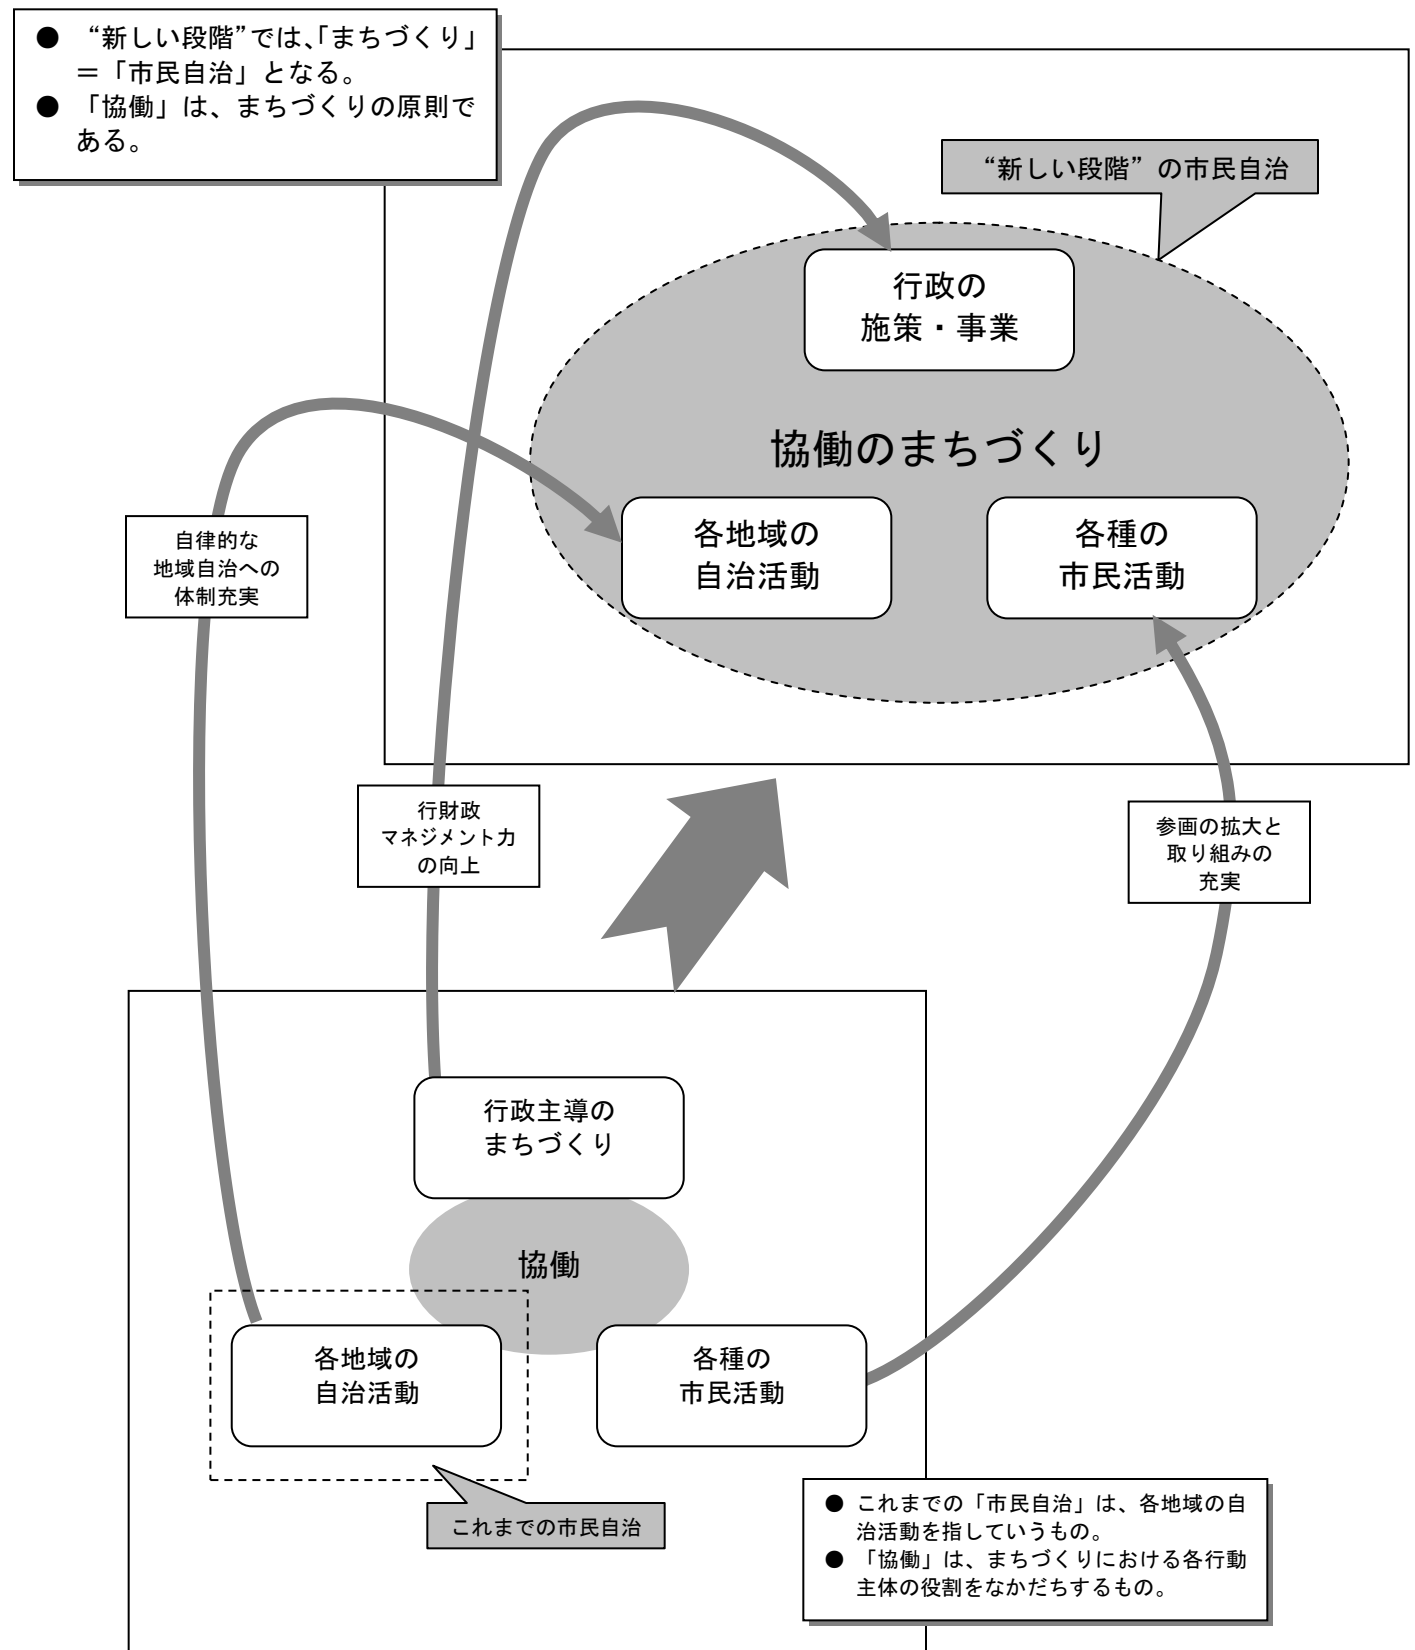 ● “新しい段階”では、「まちづくり」
＝「市民自治」となる。
● 「協働」は、まちづくりの原則で
ある。
“新しい段階”の市民自治
行政の
施策・事業
協働のまちづくり
各地域の
自治活動
各種の
市民活動
自律的な
地域自治への
体制充実
行財政
マネジメント力
の向上
参画の拡大と
取り組みの
充実
行政主導の
まちづくり
協働
各地域の
自治活動
各種の
市民活動
これまでの市民自治
● これまでの「市民自治」は、各地域の自
治活動を指していうもの。
● 「協働」は、まちづくりにおける各行動
主体の役割をなかだちするもの。